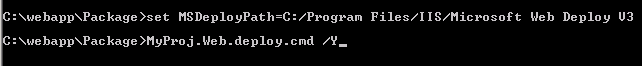 C:\webapp\Package>set MSDeployPath=C:/Program Files/IIS/Microsoft Web Deploy V3
C:\webapp\Package>MyProj.Web.deploy.cmd /Y_